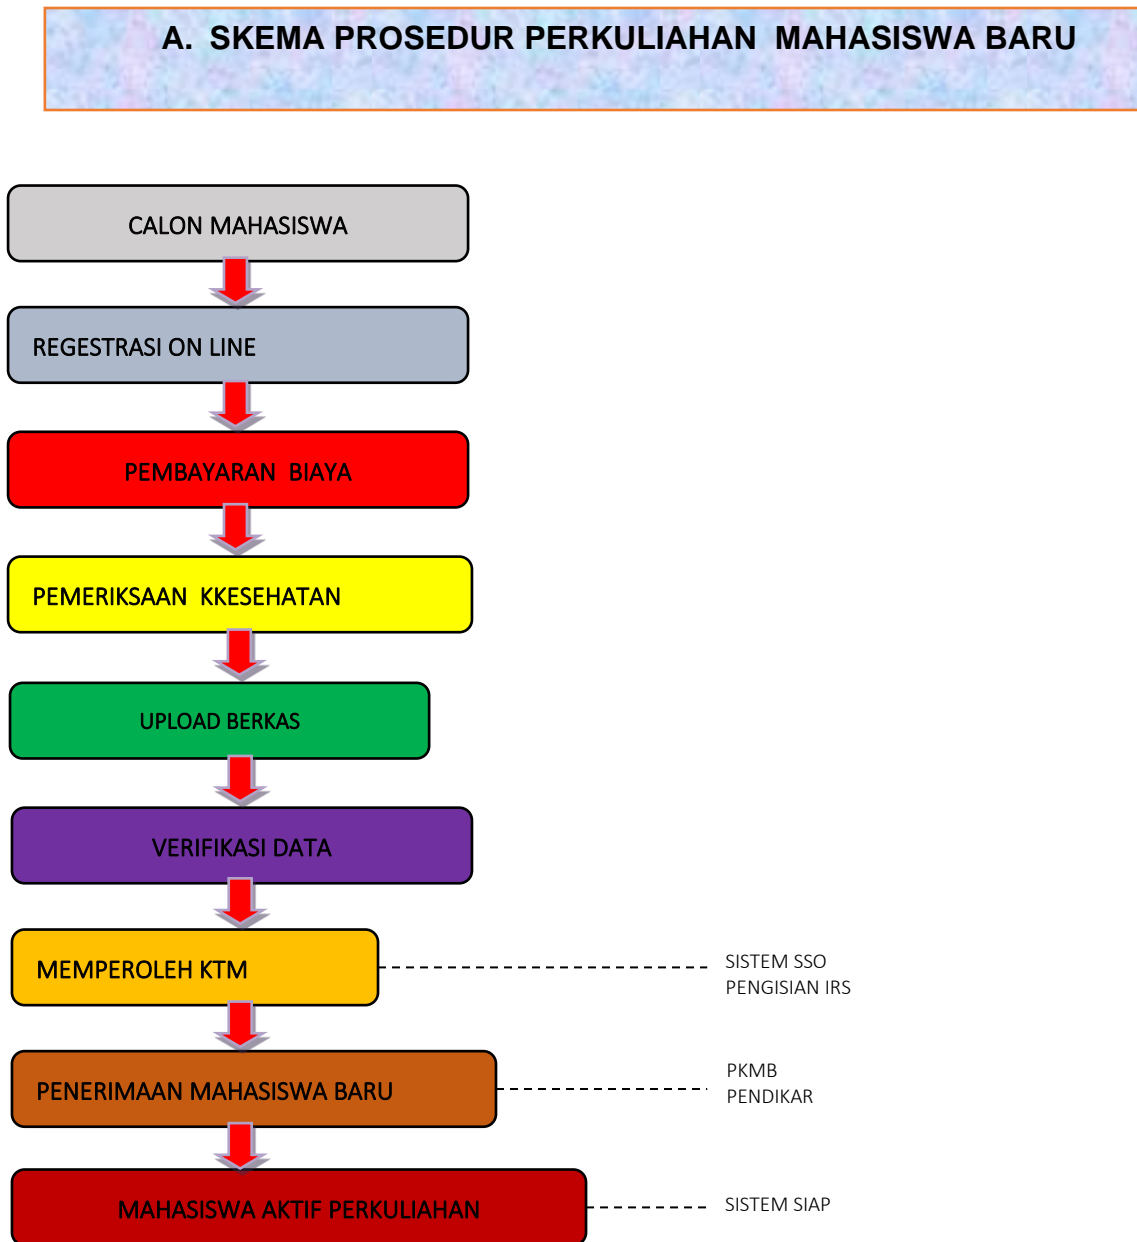 A. SKEMA PROSEDUR PERKULIAHAN MAHASISWA BARU
CALON MAHASISWA
REGESTRASI ON LINE
PEMBAYARAN BIAYA
PEMERIKSAAN KKESEHATAN
UPLOAD BERKAS
VERIFIKASI DATA
MEMPEROLEH KTM
SISTEM SSO
PENGISIAN IRS
PENERIMAAN MAHASISWA BARU
PKMB
PENDIKAR
MAHASISWA AKTIF PERKULIAHAN
SISTEM SIAP